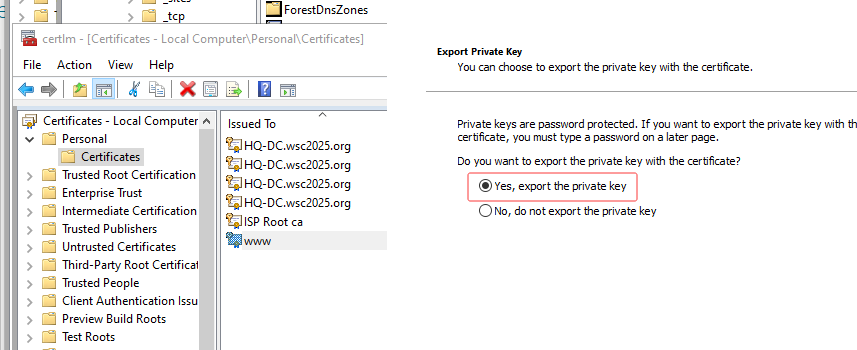 _sites
_tcp
ForestDnsZones
certlm - [Certificates - Local Computer\Personal\Certificates]
File Action View Help
Certificates - Local Computer
Personal
Certificates
Trusted Root Certification
Enterprise Trust
Intermediate Certification
Trusted Publishers
Untrusted Certificates
Third-Party Root Certificat
Trusted People
Client Authentication Issu
Preview Build Roots
Test Roots
Issued To
HQ-DC.wsc2025.org
HQ-DC.wsc2025.org
HQ-DC.wsc2025.org
HQ-DC.wsc2025.org
ISP Root ca
www
Export Private Key
You can choose to export the private key with the certificate.
Private keys are password protected. If you want to export the private key with th
certificate, you must type a password on a later page.
Do you want to export the private key with the certificate?
Yes, export the private key
No, do not export the private key